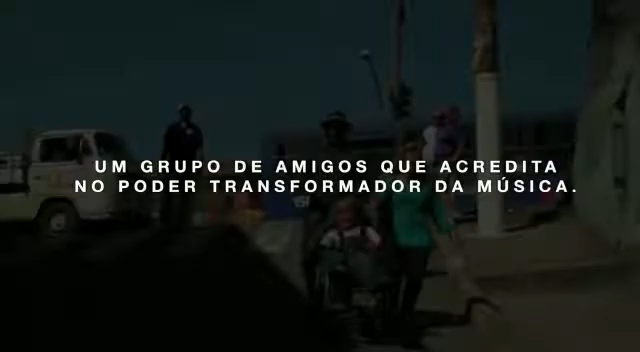 UM GRUPO DE AMIGOS QUE ACREDITA
NO PODER TRANSFORMADOR DA MÚSICA.